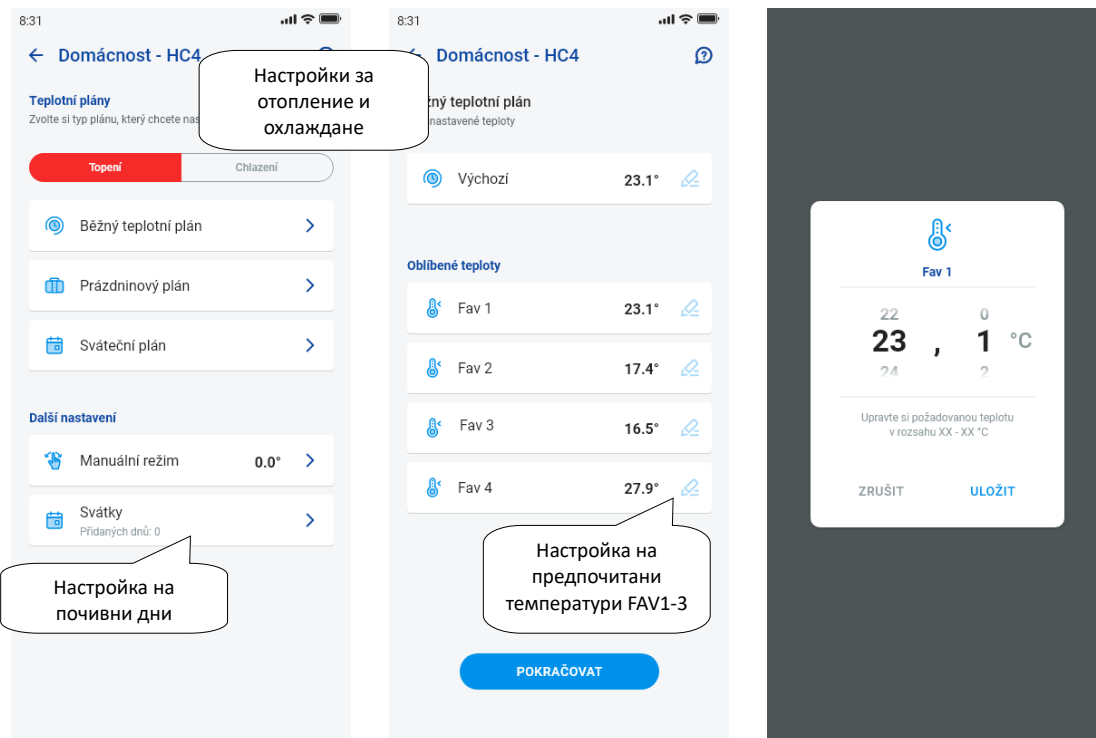 8:31
Domácnost - HC4
Teplotní plány
Zvolte si typ plánu, který chcete
Topení
Chlazení
Běžný teplotní plán
Prázdninový plán
Sváteční plán
Další nastavení
Manuální režim
0.0°
Svátky
Přidaných dnů: 0
Настройка на
почивни дни
Настройки за
отопление и
охлаждане
8:31
Domácnost - HC4
teplotní plán
nastavené teploty
Výchozí
23.1°
Oblíbené teploty
Fav 1
23.1°
Fav 2
17.4°
Fav 3
16.5°
Fav 4
27.9°
Настройка на
предпочитани
температури FAV1-3
POKRAČOVAT
Fav 1
22 0
23 , 1 °C
24 2
Upravte si požadovanou teplotu
v rozsahu XX - XX °C
ZRUŠIT
ULOŽIT